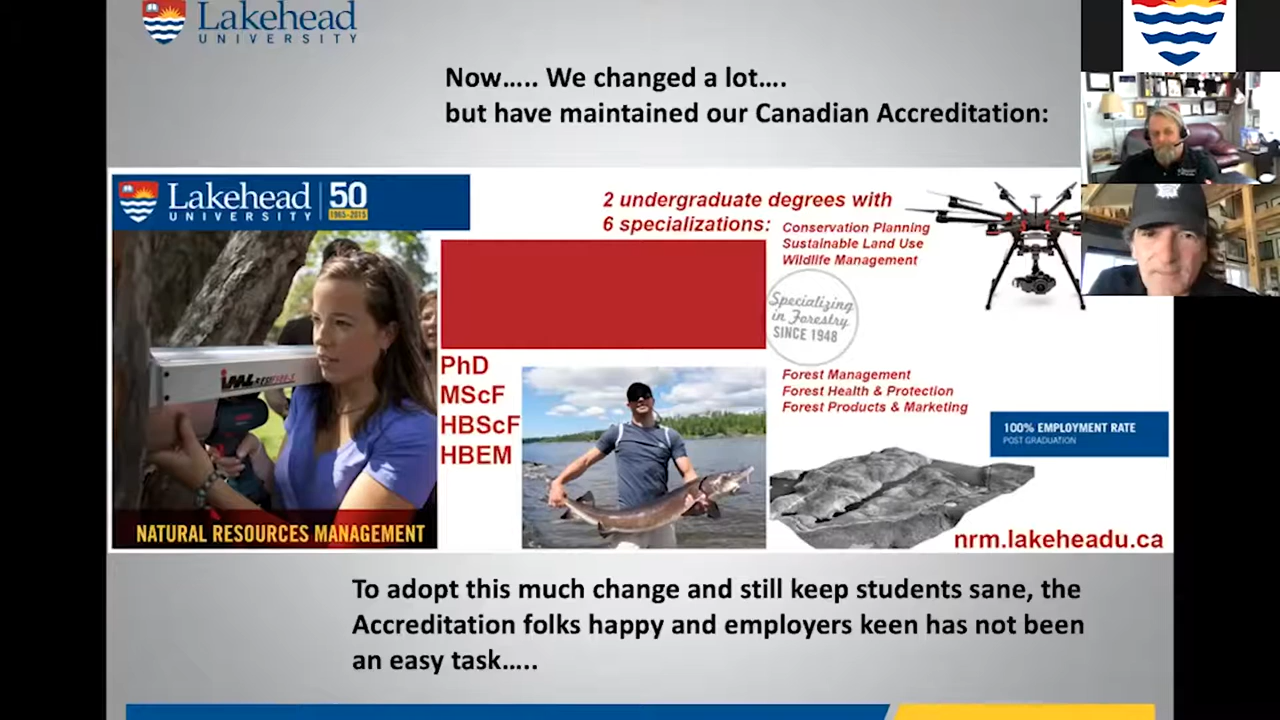 Lakehead
UNIVERSITY
Now..... We changed a lot....
but have maintained our Canadian Accreditation:
Lakehead
UNIVERSITY
50
1965-2015
2 undergraduate degrees with
6 specializations:
Conservation Planning
Sustainable Land Use
Wildlife Management
Specializing
in Forestry
SINCE 1948
PhD
MScF
HBScF
HBEM
Forest Management
Forest Health & Protection
Forest Products & Marketing
100% EMPLOYMENT RATE
POST GRADUATION
NATURAL RESOURCES MANAGEMENT
nrm.lakeheadu.ca
To adopt this much change and still keep students sane, the
Accreditation folks happy and employers keen has not been
an easy task.....